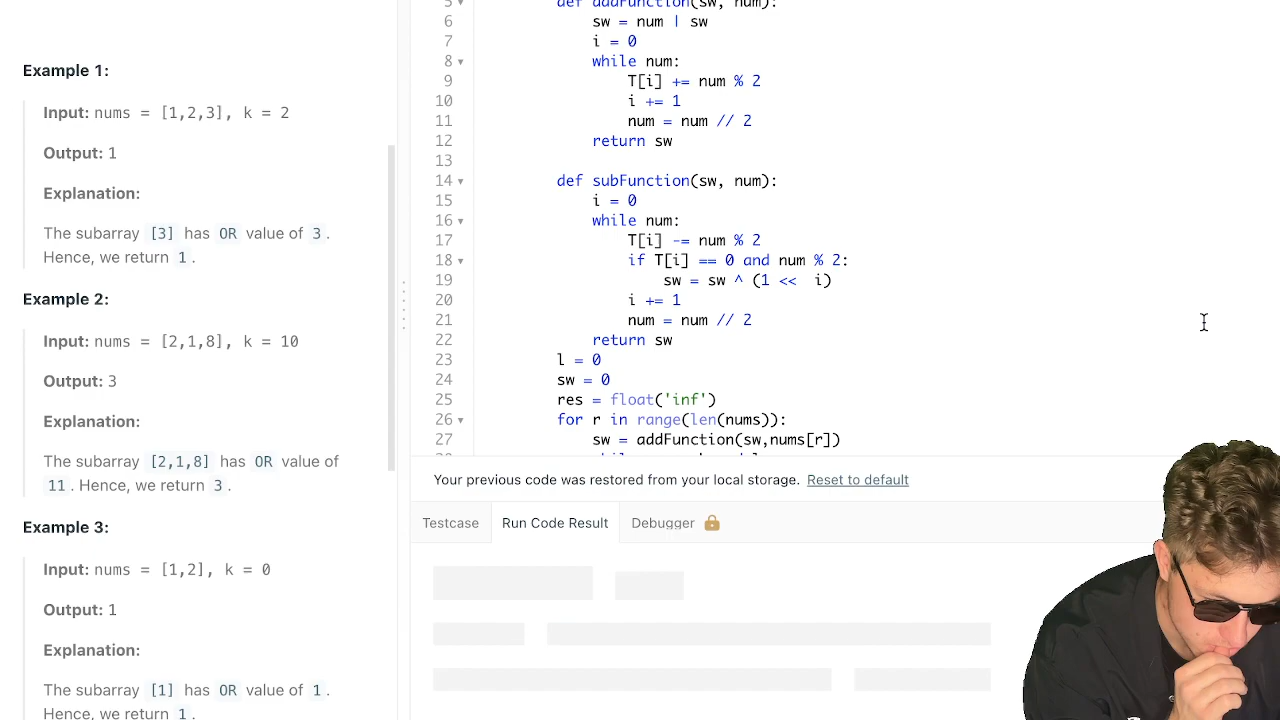 Example 1:
Input: nums = [1,2,3], k = 2
Output: 1
Explanation:
The subarray [3] has OR value of 3.
Hence, we return 1.
Example 2:
Input: nums = [2,1,8], k = 10
Output: 3
Explanation:
The subarray [2,1,8] has OR value of
11. Hence, we return 3.
Example 3:
Input: nums = [1,2], k = 0
Output: 1
Explanation:
The subarray [1] has OR value of 1.
Hence, we return 1.
5 def addFunction(sw, num):
6 sw = num | sw
7 i = 0
8 while num:
9 T[i] += num % 2
10 i += 1
11 num = num // 2
12 return sw
13
14 def subFunction(sw, num):
15 i = 0
16 while num:
17 T[i] -= num % 2
18 if T[i] == 0 and num % 2:
19 sw = sw ^ (1 << i)
20 i += 1
21 num = num // 2
22 return sw
23 l = 0
24 sw = 0
25 res = float('inf')
26 for r in range(len(nums)):
27 sw = addFunction(sw,nums[r])
Your previous code was restored from your local storage. Reset to default
Testcase
Run Code Result
Debugger